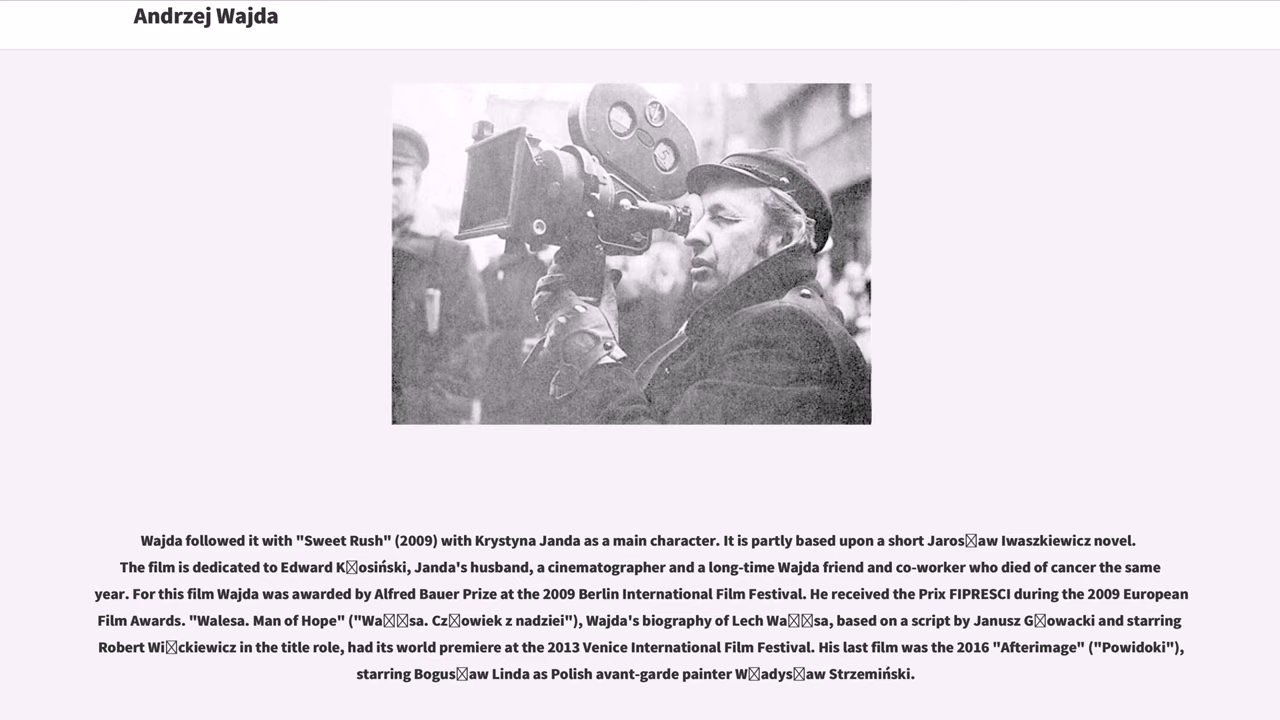 Andrzej Wajda
Wajda followed it with "Sweet Rush" (2009) with Krystyna Janda as a main character. It is partly based upon a short Jaros☒aw Iwaszkiewicz novel.
The film is dedicated to Edward K☒osiński, Janda's husband, a cinematographer and a long-time Wajda friend and co-worker who died of cancer the same
year. For this film Wajda was awarded by Alfred Bauer Prize at the 2009 Berlin International Film Festival. He received the Prix FIPRESCI during the 2009 European
Film Awards. "Walesa. Man of Hope" ("Wa☒☒sa. Cz☒owiek z nadziei"), Wajda's biography of Lech Wa☒☒sa, based on a script by Janusz G☒owacki and starring
Robert Wi☒ckiewicz in the title role, had its world premiere at the 2013 Venice International Film Festival. His last film was the 2016 "Afterimage" ("Powidoki"),
starring Bogus☒aw Linda as Polish avant-garde painter W☒adys☒aw Strzemiński.